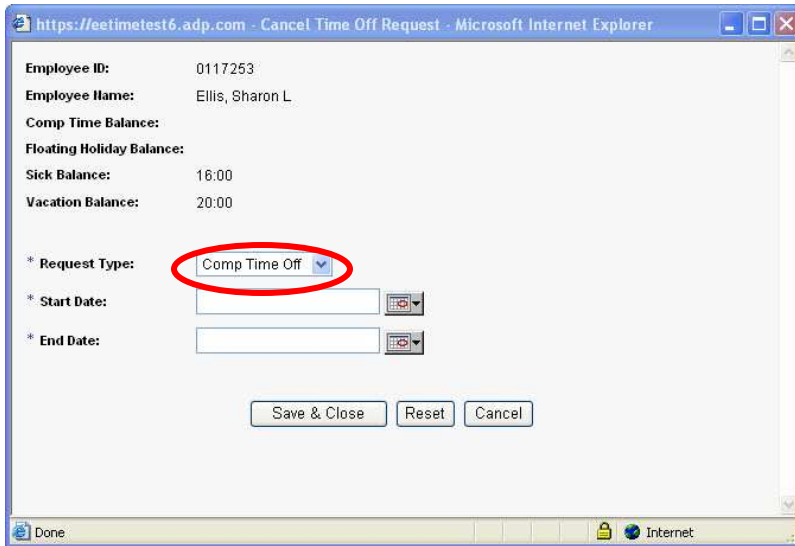 https://eetimetest6.adp.com - Cancel Time Off Request - Microsoft Internet Explorer
Employee ID: 0117253
Employee Name: Ellis, Sharon L
Comp Time Balance:
Floating Holiday Balance:
Sick Balance: 16:00
Vacation Balance: 20:00
* Request Type: Comp Time Off
* Start Date:
* End Date:
Save & Close Reset Cancel
Done Internet